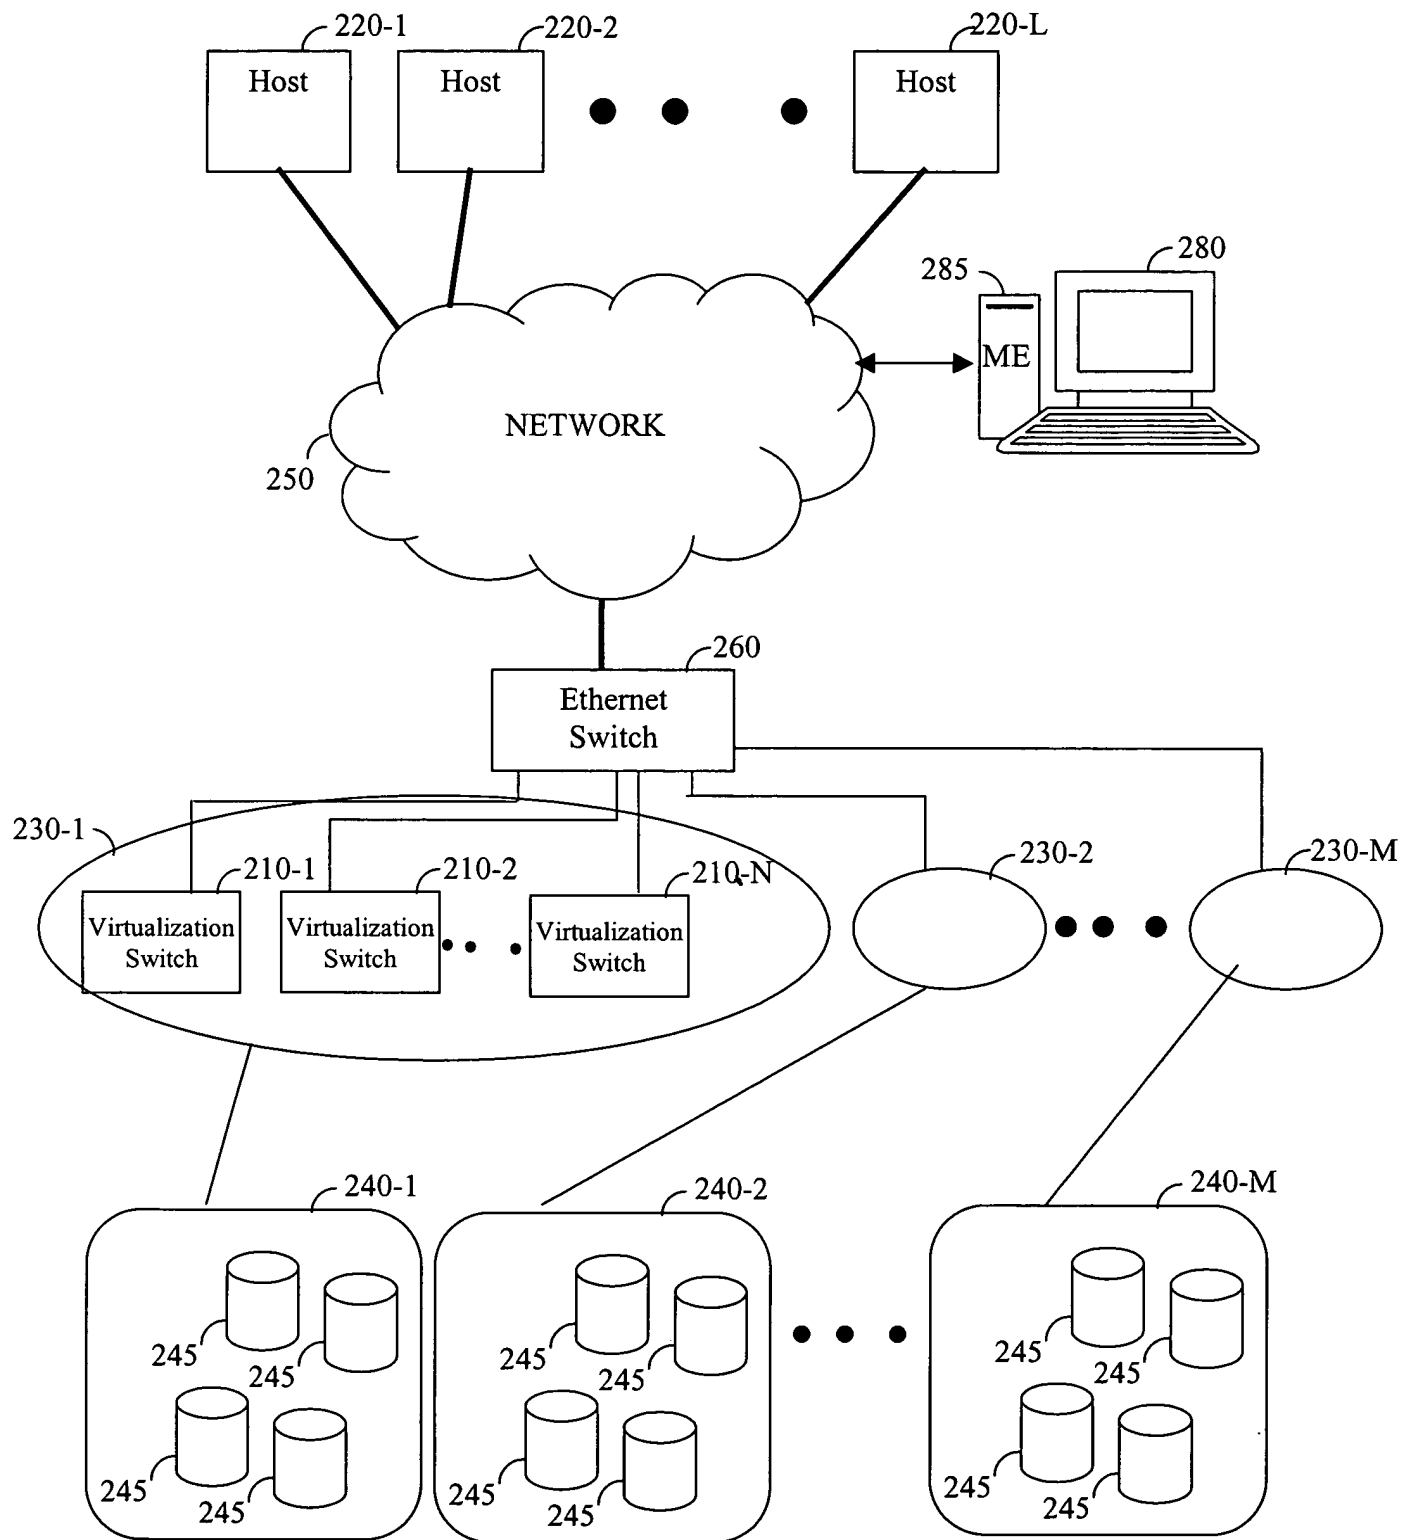 220-1
220-2
220-L
Host
Host
Host
280
285
ME
NETWORK
250
260
Ethernet
Switch
230-1
210-1
210-2
210-N
230-2
230-M
Virtualization
Switch
Virtualization
Switch
Virtualization
Switch
240-1
240-2
240-M
245
245
245
245
245
245
245
245
245
245
245
245